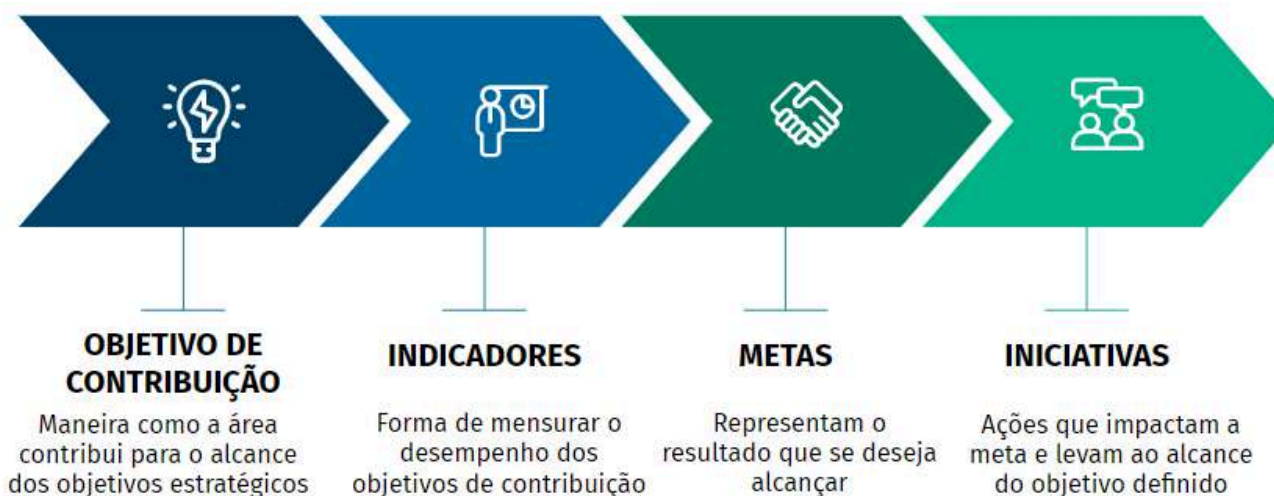 OBJETIVO DE
CONTRIBUIÇÃO
Maneira como a área
contribui para o alcance
dos objetivos estratégicos
INDICADORES
Forma de mensurar o
desempenho dos
objetivos de contribuição
METAS
Representam o
resultado que se deseja
alcançar
INICIATIVAS
Ações que impactam a
meta e levam ao alcance
do objetivo definido